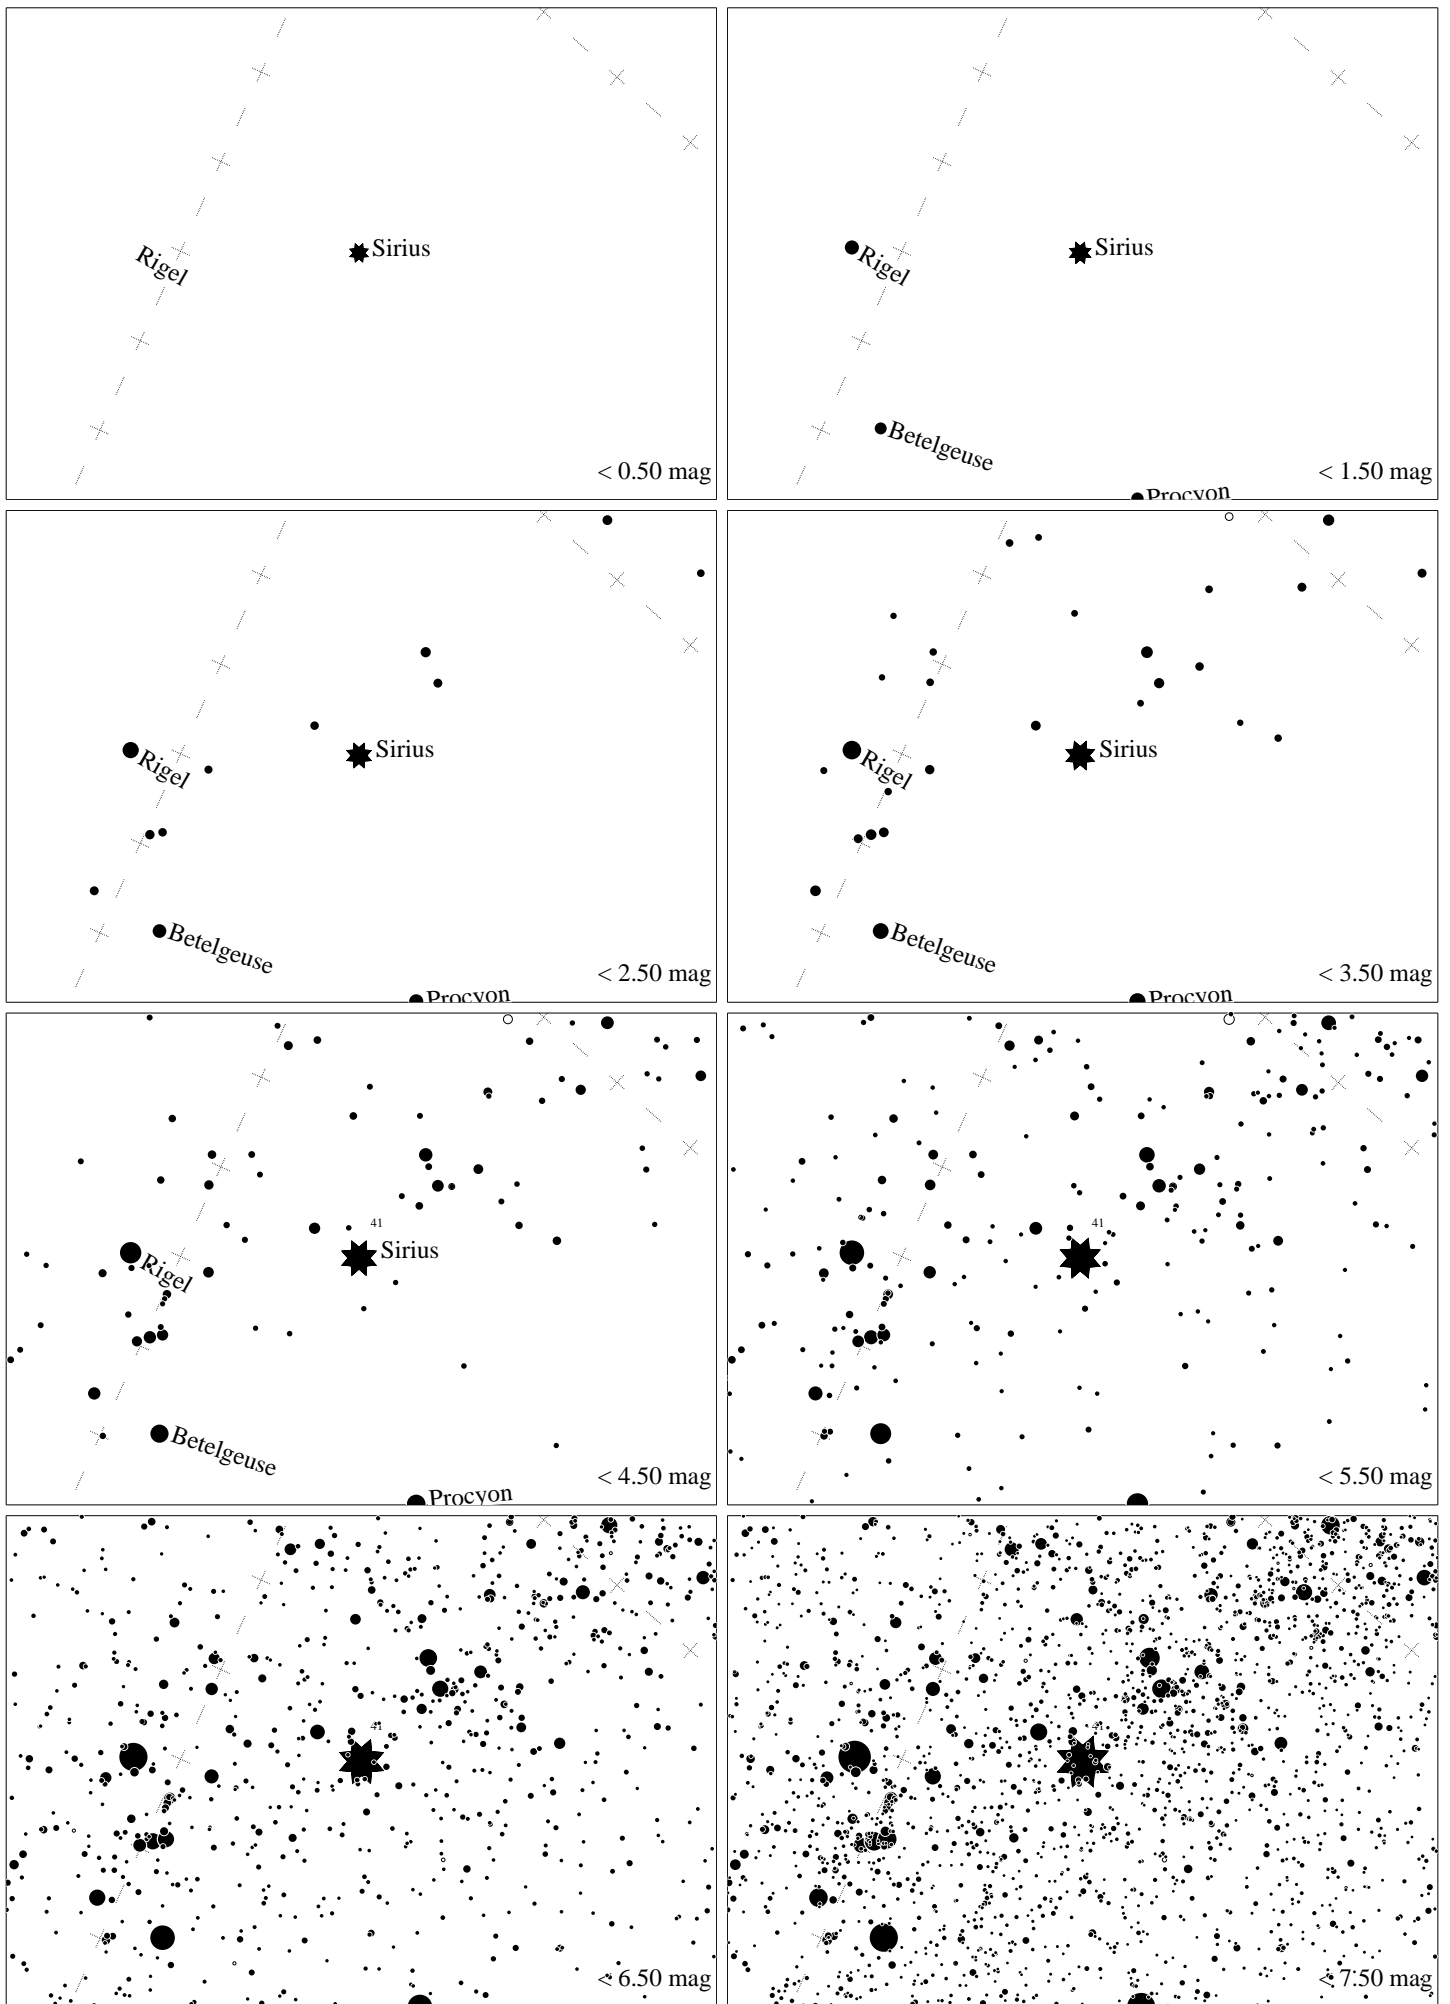 Sirius
Rigel
< 0.50 mag
Sirius
Rigel
Betelgeuse
< 1.50 mag
Procyon
Sirius
Rigel
Betelgeuse
< 2.50 mag
Procyon
Sirius
Rigel
Betelgeuse
< 3.50 mag
Procyon
41
Sirius
Rigel
Betelgeuse
< 4.50 mag
Procyon
41
< 5.50 mag
41
< 6.50 mag
41
< 7.50 mag